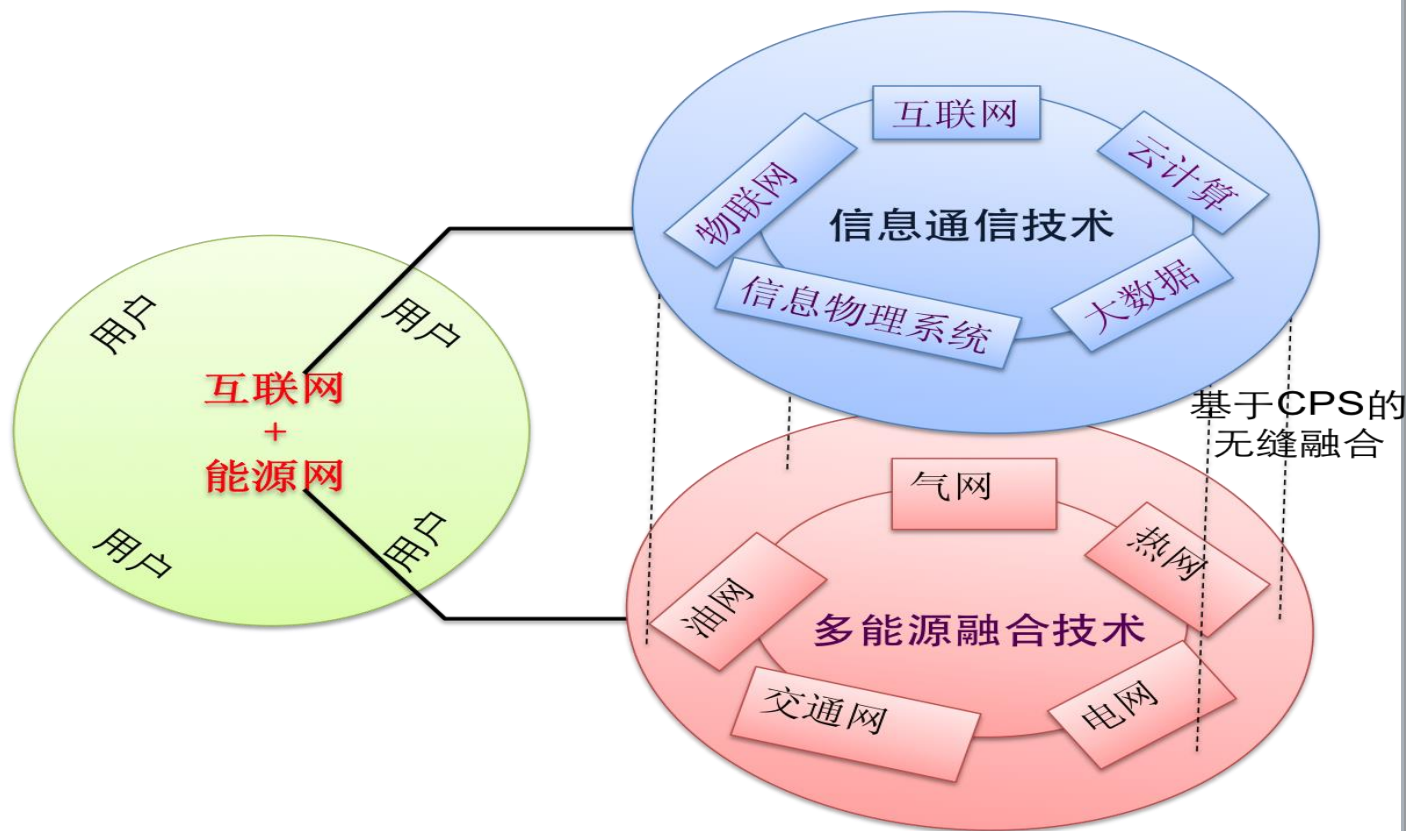 用户
用户
互联网
+
能源网
用户
用户
互联网
物联网
云计算
信息通信技术
信息物理系统
大数据
基于CPS的
无缝融合
气网
油网
热网
多能源融合技术
交通网
电网